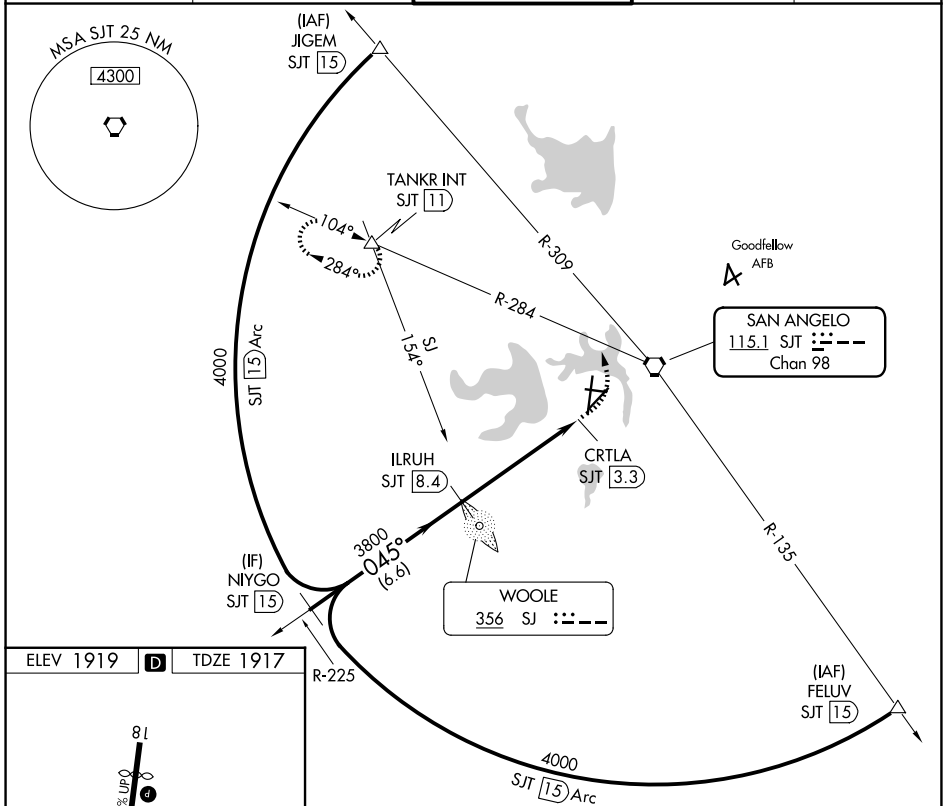 MSA SJT 25 NM
4300
(IAF)
JIGEM
SJT 15
TANKR INT
SJT 11
104°
284°
R-309
R-284
Goodfellow
AFB
SAN ANGELO
115.1 SJT
Chan 98
4000
SJT 15 Arc
SJ
154°
ILRUH
SJT 8.4
CRTLA
SJT 3.3
R-135
3800
045°
(6.6)
(IF)
NIYGO
SJT 15
WOOLE
356 SJ
R-225
(IAF)
FELUV
SJT 15
4000
SJT 15 Arc
ELEV 1919 D TDZE 1917
18
% UP
P